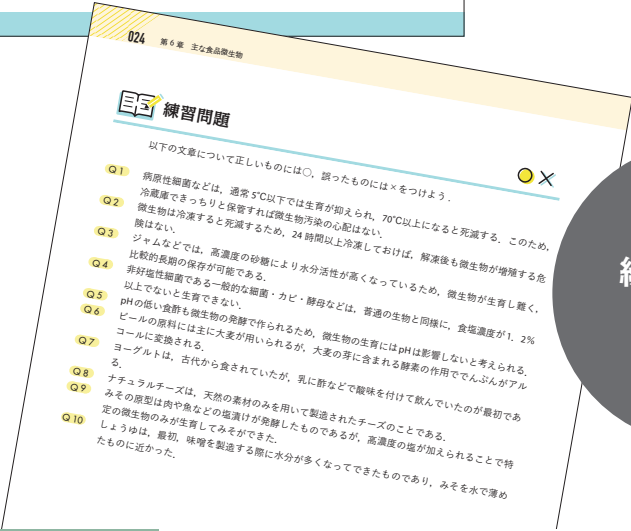 024 第6章 主な食品微生物
練習問題
以下の文章について正しいものには○，誤ったものには×をつけよう．
Q1 病原性細菌などは，通常5℃以下では生育が抑えられ，70℃以上になると死滅する．このため，
冷蔵庫できっちりと保管すれば微生物汚染の心配はない．
Q2 微生物は冷凍すると死滅するため，24時間以上冷凍しておけば，解凍後も微生物が増殖する危
険はない．
Q3 ジャムなどでは，高濃度の砂糖により水分活性が高くなっているため，微生物が生育し難く，
比較的長期の保存が可能である．
Q4 非好塩性細菌である一般的な細菌・カビ・酵母などは，普通の生物と同様に，食塩濃度が1．2%
以上でないと生育できない．
Q5 pHの低い食酢も微生物の発酵で作られるため，微生物の生育にはpHは影響しないと考えられる．
Q6 ビールの原料には主に大麦が用いられるが，大麦の芽に含まれる酵素の作用ででんぷんがアル
コールに変換される．
Q7 ヨーグルトは，古代から食されていたが，乳に酢などで酸味を付けて飲んでいたのが最初であ
る．
Q8 ナチュラルチーズは，天然の素材のみを用いて製造されたチーズのことである．
Q9 みその原型は肉や魚などの塩漬けが発酵したものであるが，高濃度の塩が加えられることで特
定の微生物のみが生育してみそができた．
Q10 しょうゆは，最初，味噌を製造する際に水分が多くなってできたものであり，みそを水で薄め
たものに近かった．